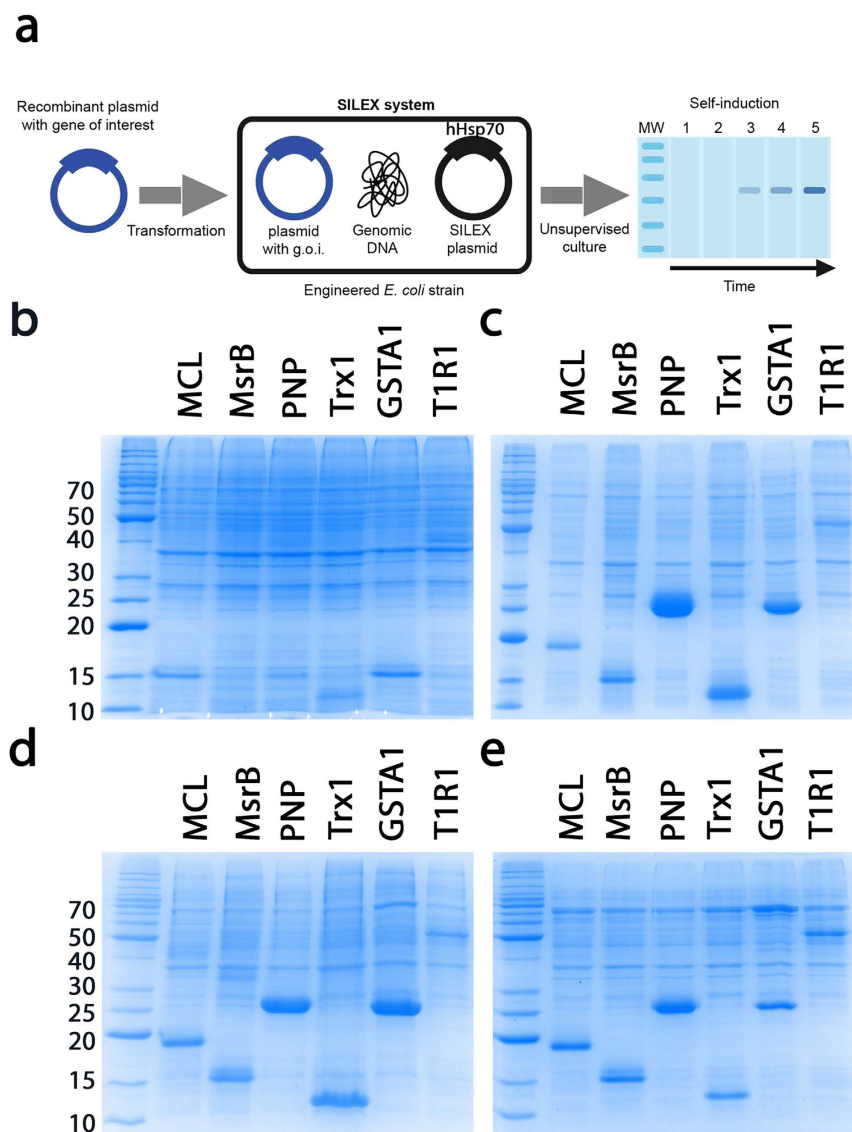 a
Recombinant plasmid
with gene of interest
Transformation
SILEX system
hHsp70
plasmid
with g.o.i.
Genomic
DNA
SILEX
plasmid
Engineered E. coli strain
Unsupervised
culture
Self-induction
MW 1 2 3 4 5
Time
b
MCL MsrB PNP Trx1 GSTA1 T1R1
70
50
40
30
25
20
15
10
c
MCL MsrB PNP Trx1 GSTA1 T1R1
d
MCL MsrB PNP Trx1 GSTA1 T1R1
70
50
40
30
25
20
15
10
e
MCL MsrB PNP Trx1 GSTA1 T1R1